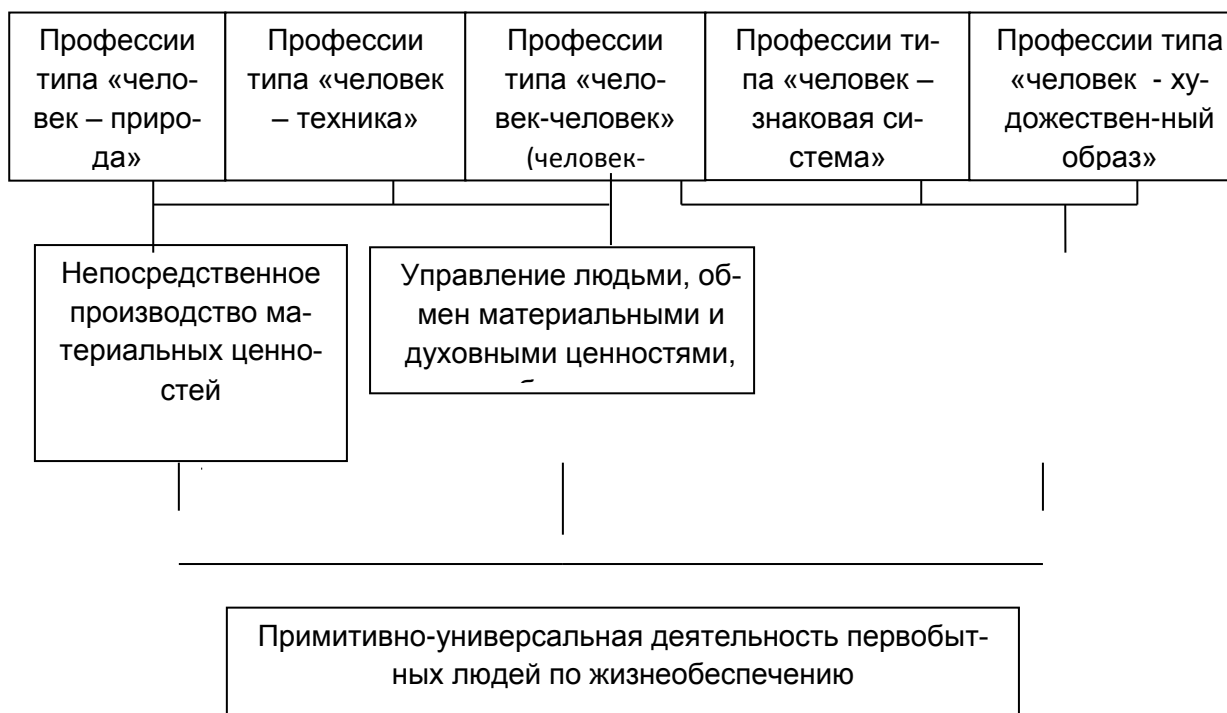 Профессии
типа «чело-
век – приро-
да»
Профессии
типа «человек
– техника»
Профессии
типа «чело-
век-человек»
(человек-
Профессии ти-
па «человек –
знаковая си-
стема»
Профессии типа
«человек - ху-
дожествен-ный
образ»
Непосредственное
производство ма-
териальных ценно-
стей
Управление людьми, об-
мен материальными и
духовными ценностями,
Примитивно-универсальная деятельность первобыт-
ных людей по жизнеобеспечению